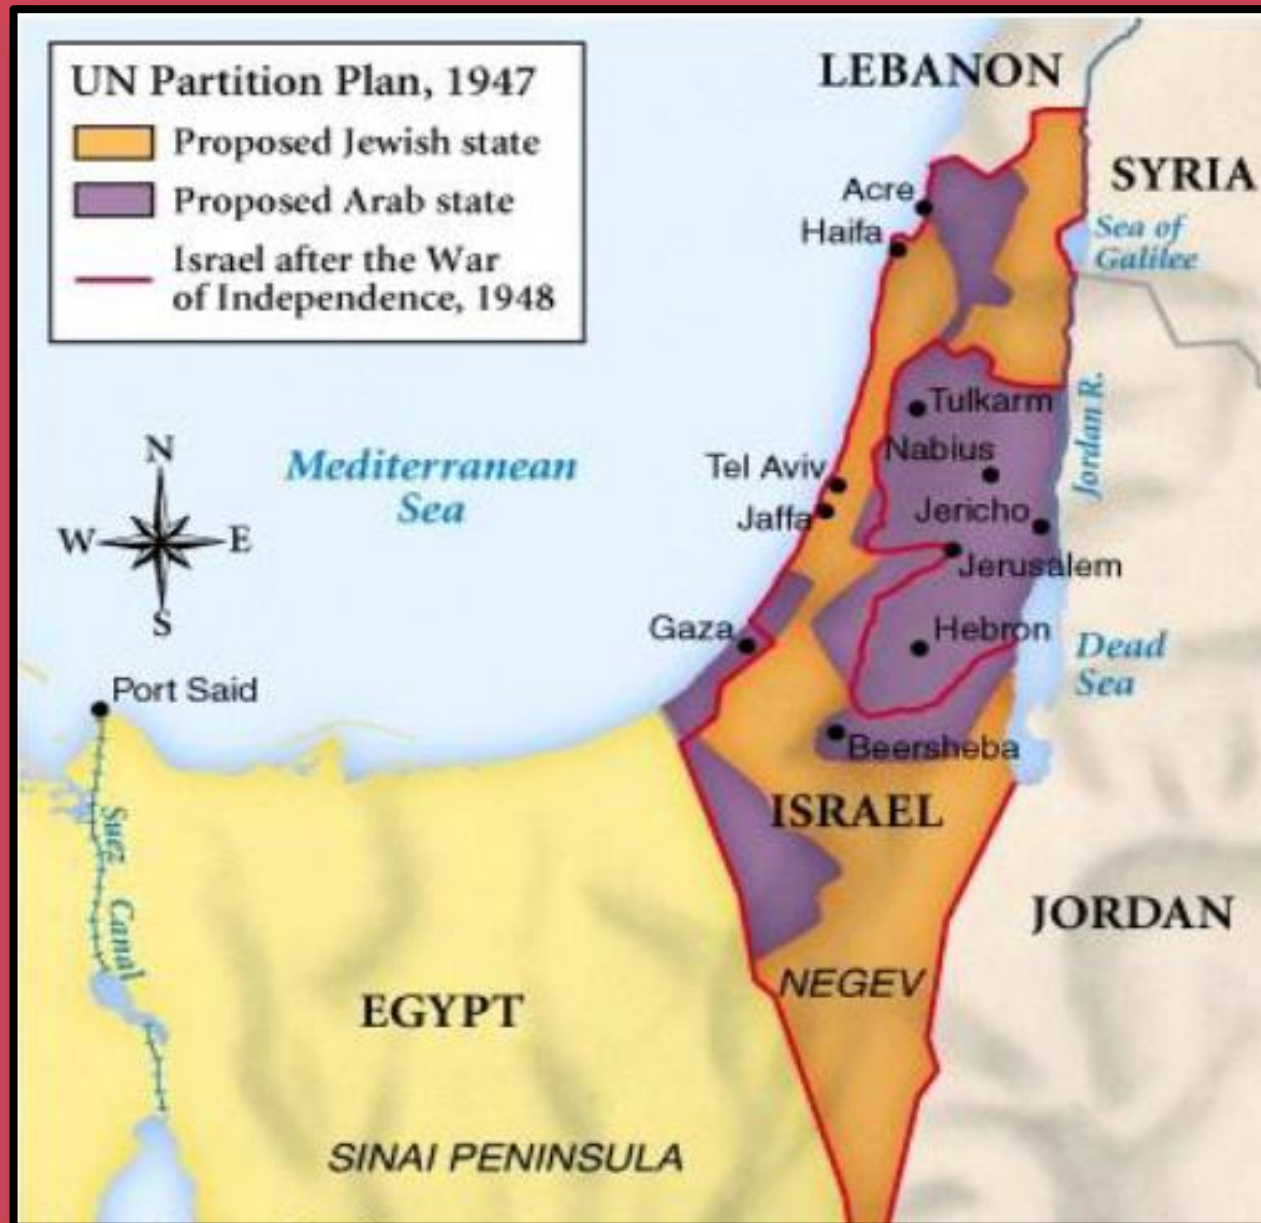 UN Partition Plan, 1947
Proposed Jewish state
Proposed Arab state
Israel after the War
of Independence, 1948
LEBANON
SYRIA
Acre
Haifa
Sea of
Galilee
Tulkarm
Nabius
Jordan R.
Tel Aviv
Jaffa
Jericho
Jerusalem
Mediterranean
Sea
N
W
E
S
Gaza
Hebron
Dead
Sea
Port Said
Beersheba
ISRAEL
Suez Canal
JORDAN
NEGEV
EGYPT
SINAI PENINSULA